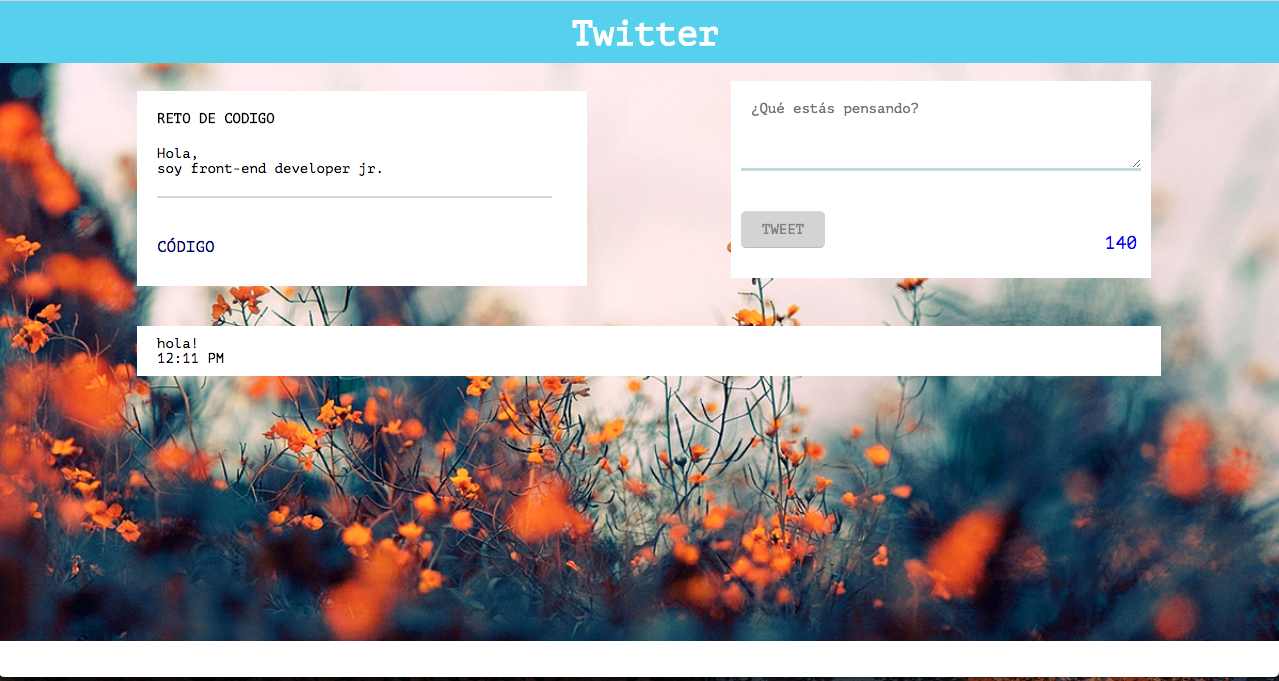 Twitter
RETO DE CODIGO
Hola,
soy front-end developer jr.
CÓDIGO
¿Qué estás pensando?
TWEET
140
hola!
12:11 PM